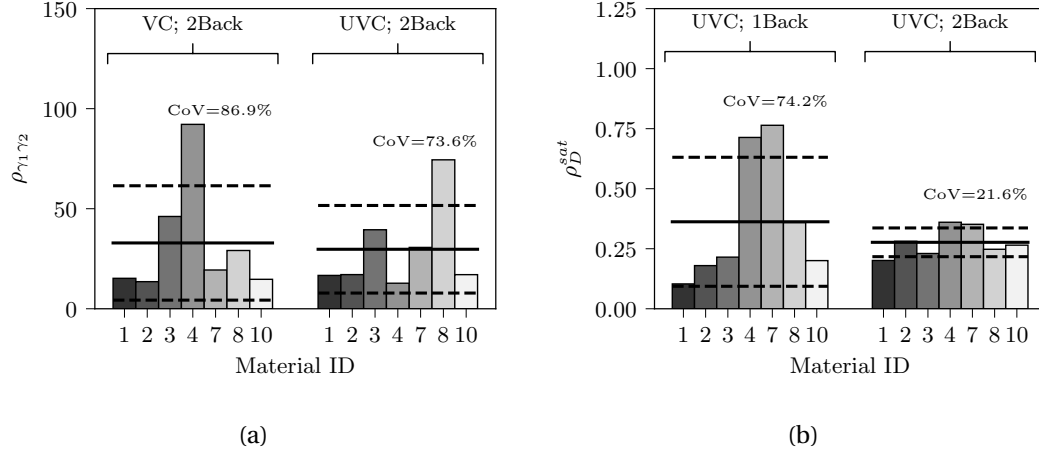 150
100
50
0
ργ₁γ₂
VC; 2Back
UVC; 2Back
CoV=86.9%
CoV=73.6%
1 2 3 4 7 8 10
1 2 3 4 7 8 10
Material ID
(a)
1.25
1.00
0.75
0.50
0.25
0.00
ρ_D^sat
UVC; 1Back
UVC; 2Back
CoV=74.2%
CoV=21.6%
1 2 3 4 7 8 10
1 2 3 4 7 8 10
Material ID
(b)